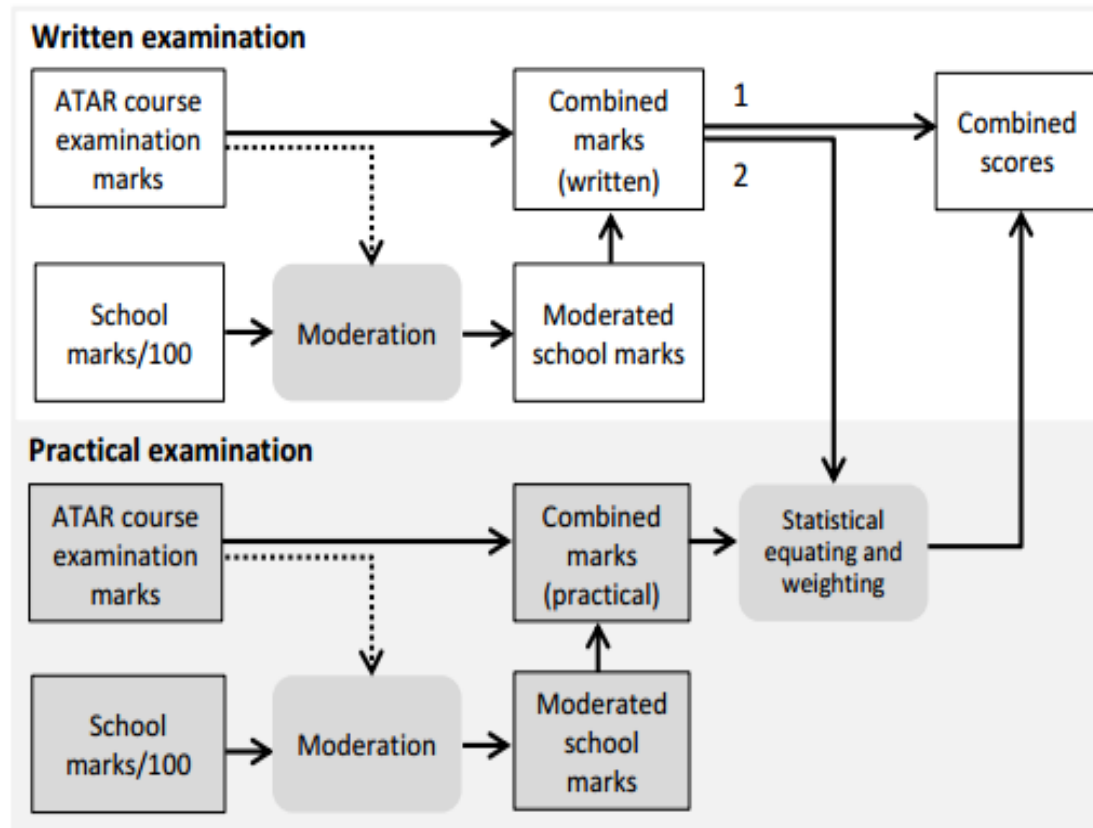 Written examination
ATAR course
examination
marks
Combined
marks
(written)
1
2
Combined
scores
School
marks/100
Moderation
Moderated
school marks
Practical examination
ATAR course
examination
marks
Combined
marks
(practical)
Statistical
equating and
weighting
School
marks/100
Moderation
Moderated
school
marks